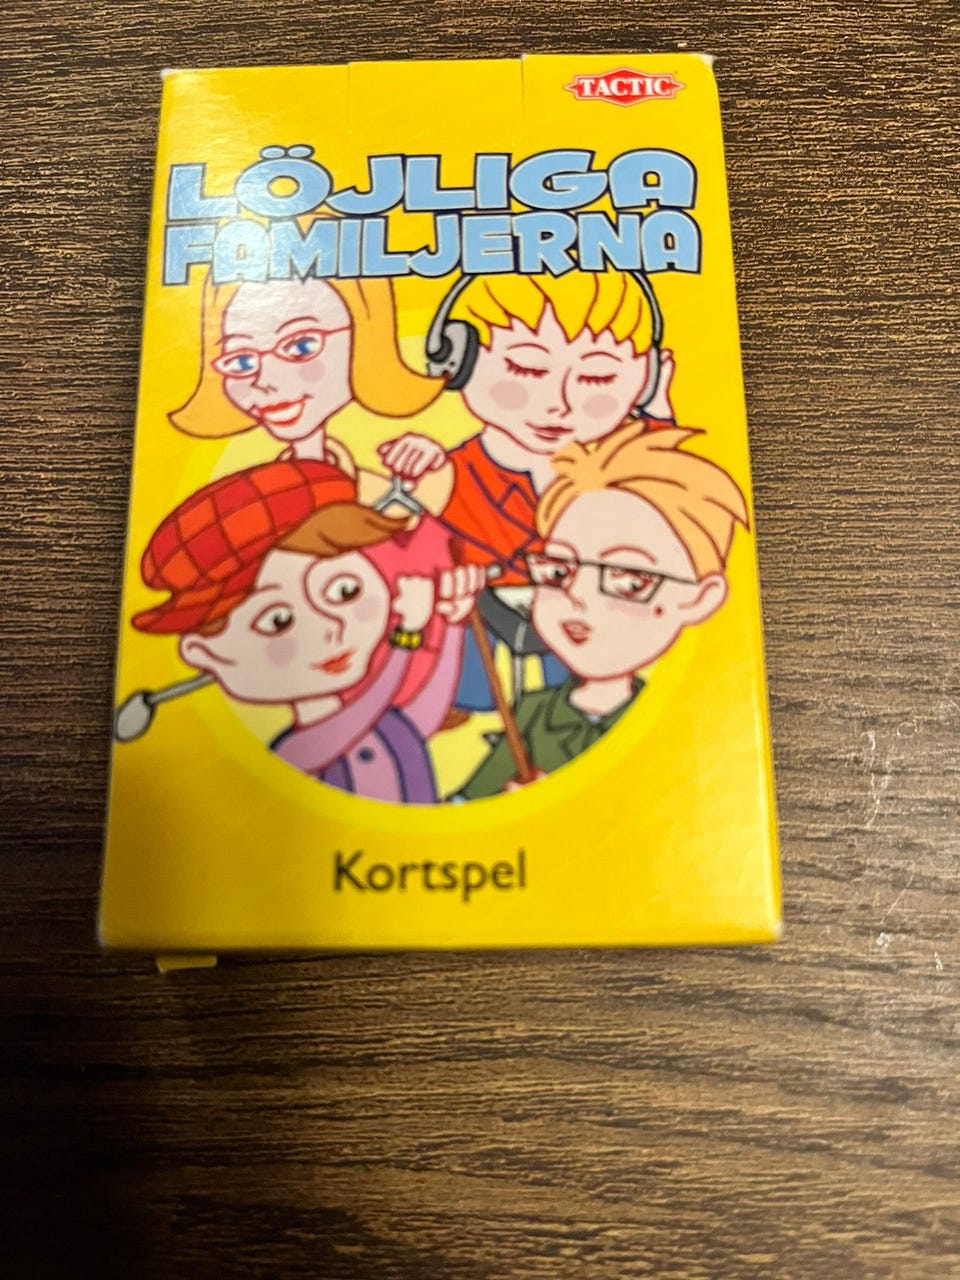 TACTIC
LÖJLIGA
FAMILJERNA
Kortspel